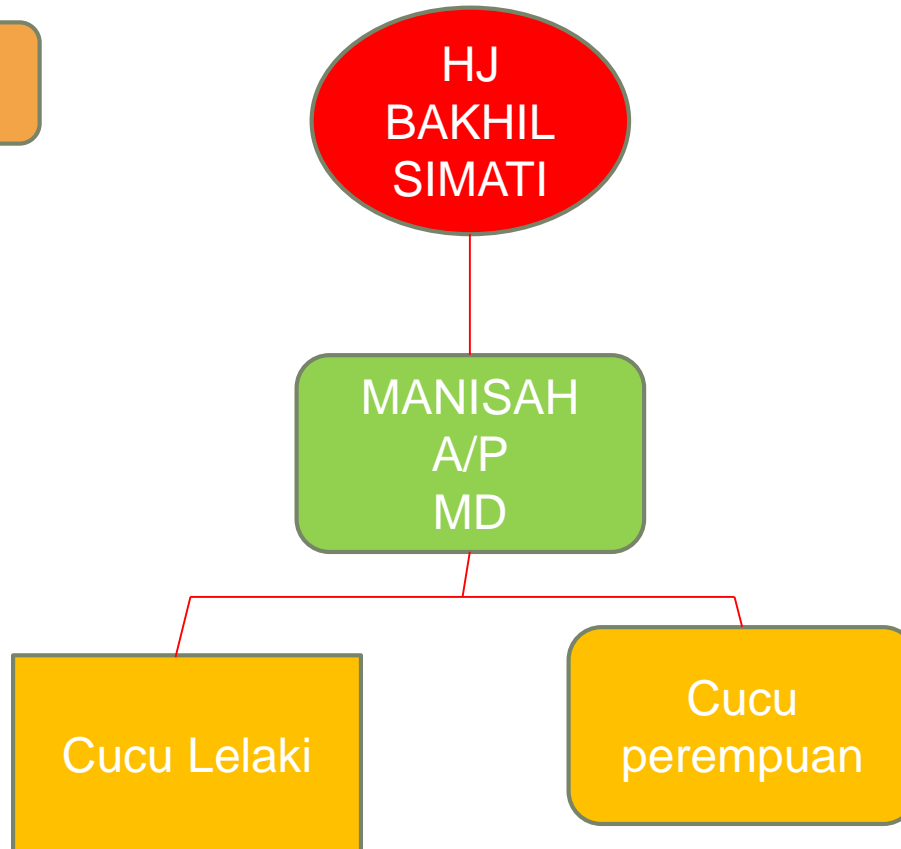 HJ
BAKHIL
SIMATI
MANISAH
A/P
MD
Cucu Lelaki
Cucu
perempuan